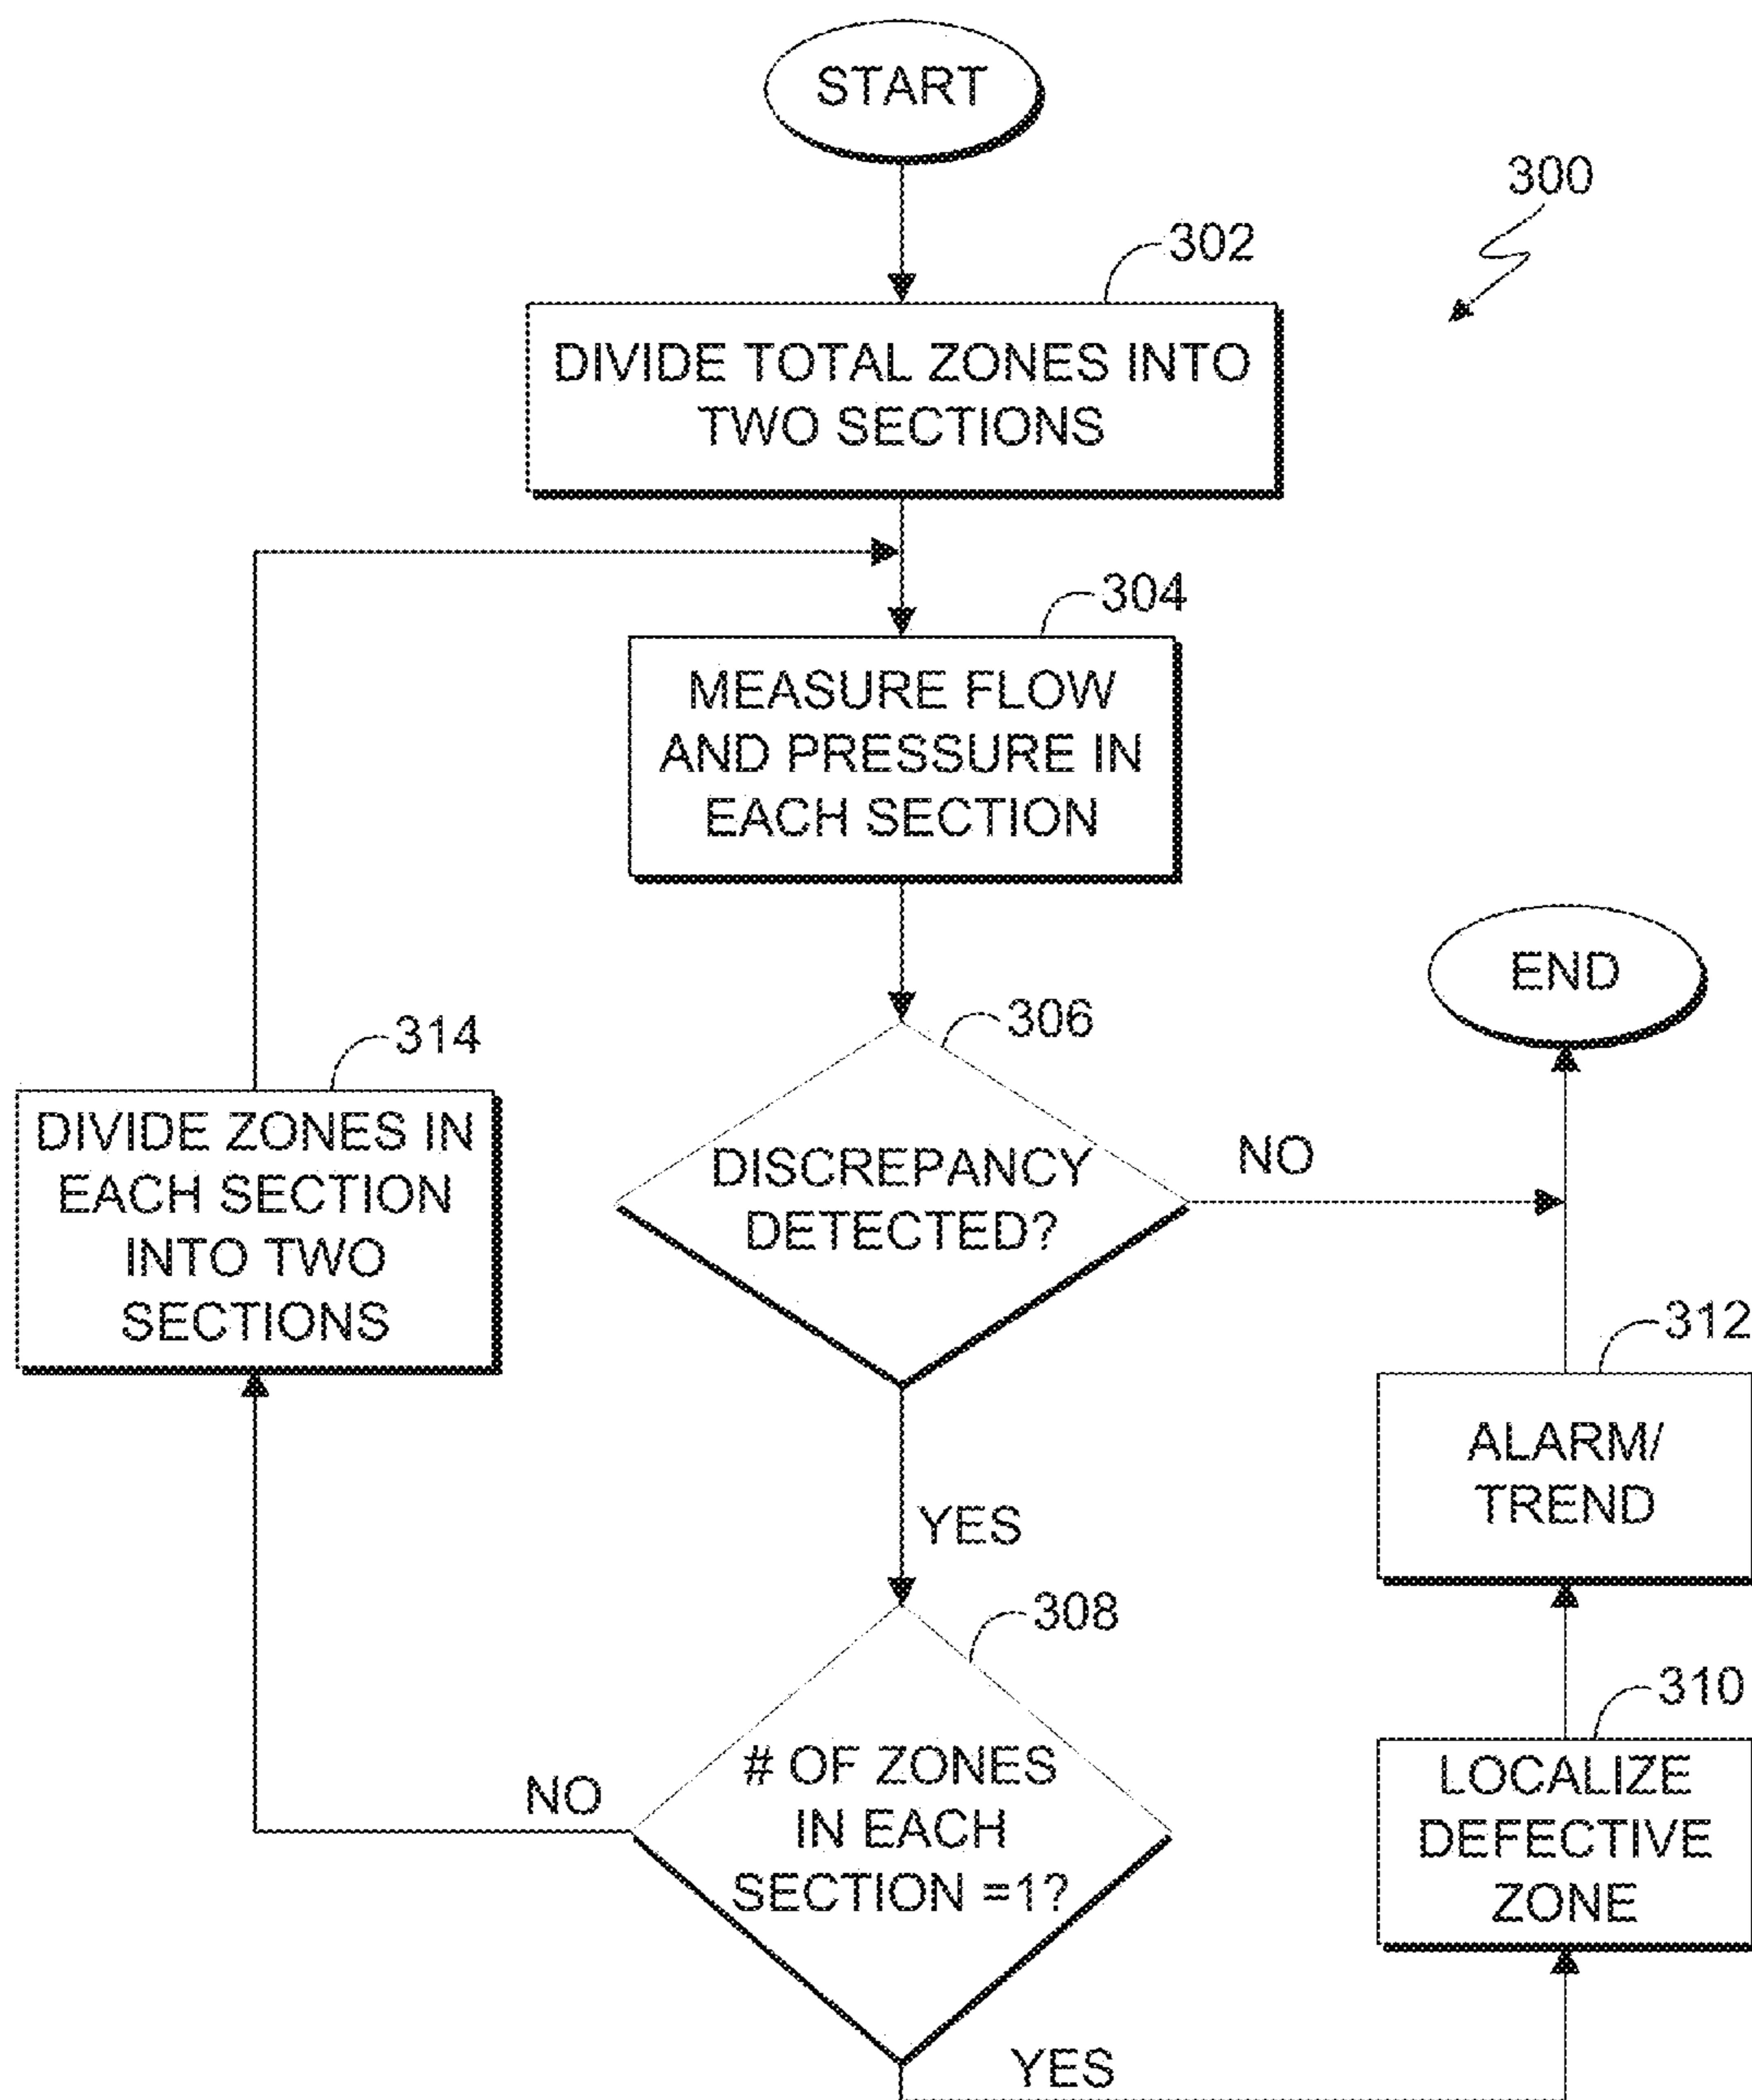 START
300
302
DIVIDE TOTAL ZONES INTO
TWO SECTIONS
304
MEASURE FLOW
AND PRESSURE IN
EACH SECTION
END
306
314
DIVIDE ZONES IN
EACH SECTION
INTO TWO
SECTIONS
DISCREPANCY
DETECTED?
NO
312
ALARM/
TREND
YES
308
310
# OF ZONES
IN EACH
SECTION =1?
NO
LOCALIZE
DEFECTIVE
ZONE
YES